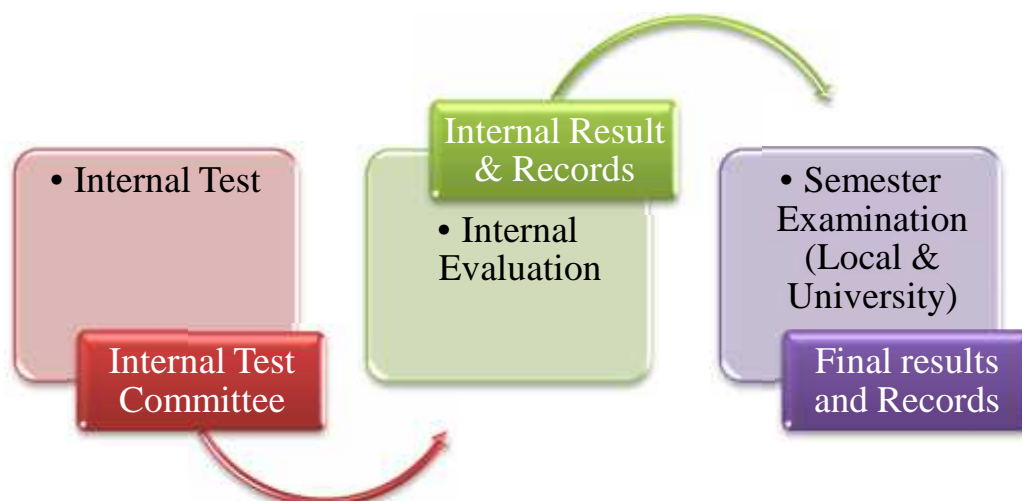 • Internal Test
Internal Test
Committee
Internal Result
& Records
• Internal
Evaluation
• Semester
Examination
(Local &
University)
Final results
and Records